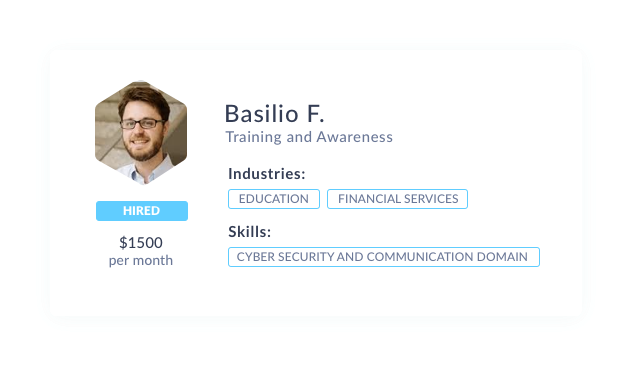 Basilio F.
Training and Awareness
Industries:
EDUCATION
FINANCIAL SERVICES
Skills:
CYBER SECURITY AND COMMUNICATION DOMAIN
HIRED
$1500
per month